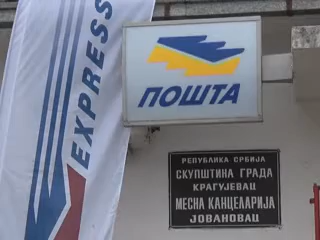 EXPRESS
ПОШТА
РЕПУБЛИКА СРБИЈА
СКУПШТИНА ГРАДА
КРАГУЈЕВАЦ
МЕСНА КАНЦЕЛАРИЈА
ЈОВАНОВАЦ